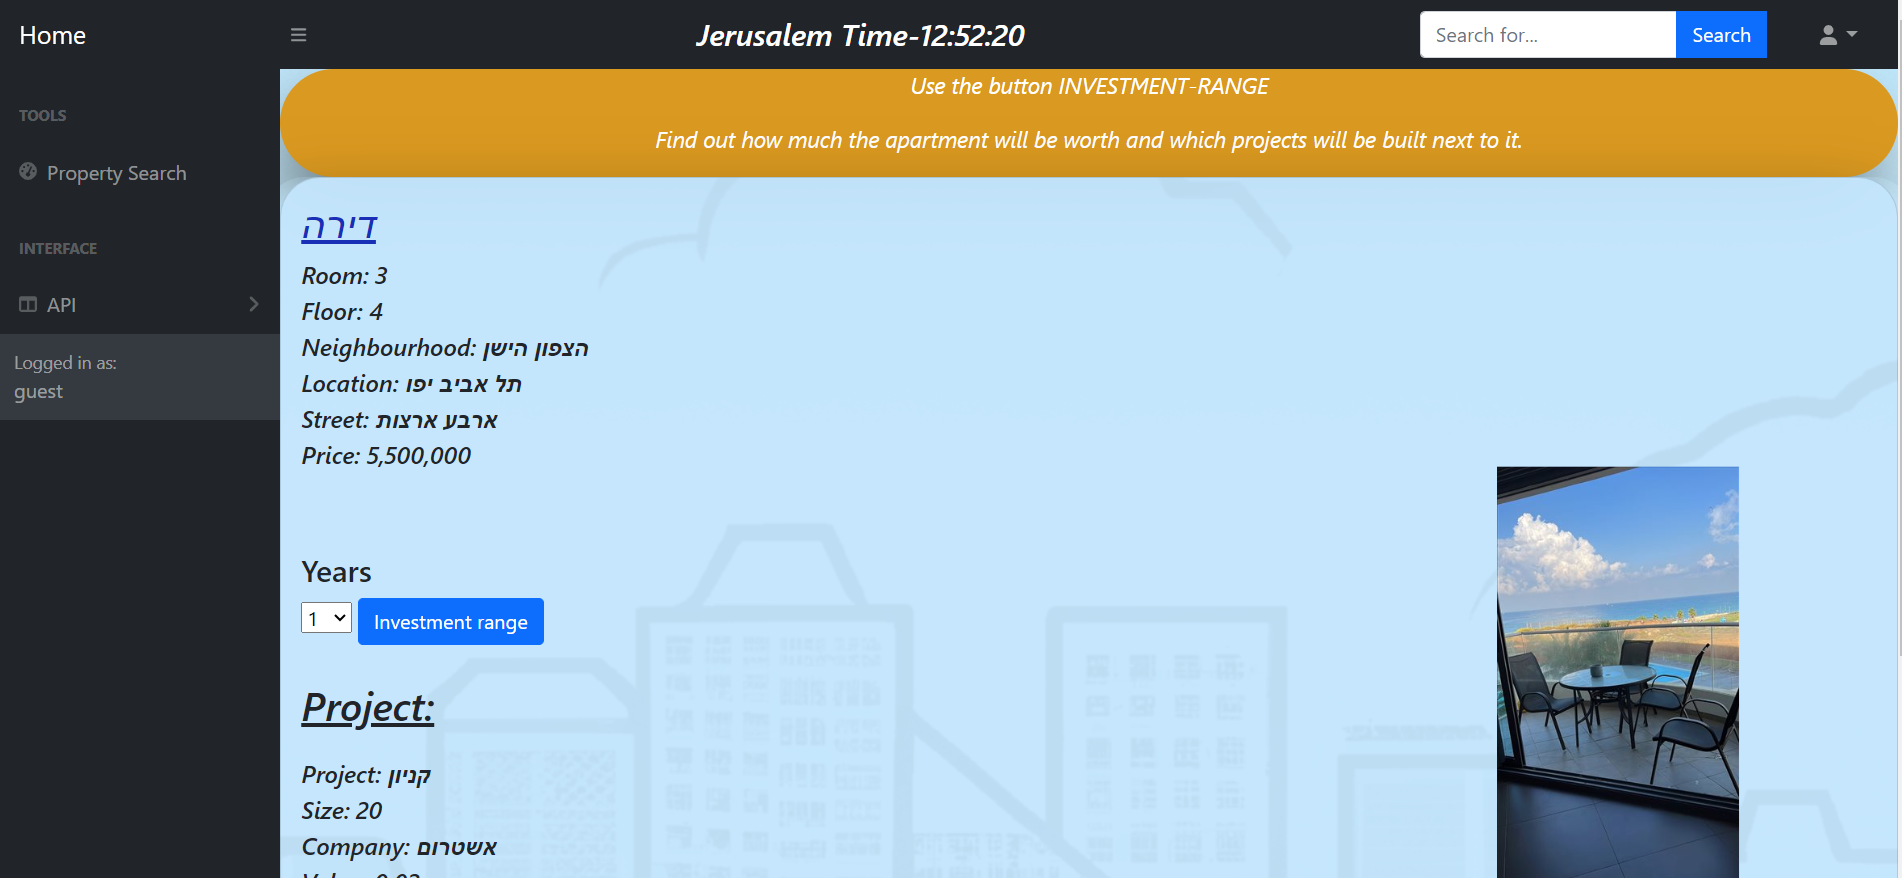 Home
Jerusalem Time-12:52:20
Search for...
Search
TOOLS
Property Search
INTERFACE
API
Logged in as:
guest
Use the button INVESTMENT-RANGE
Find out how much the apartment will be worth and which projects will be built next to it.
דירה
Room: 3
Floor: 4
Neighbourhood: הצפון הישן
Location: תל אביב יפו
Street: ארבע ארצות
Price: 5,500,000
Years
1
Investment range
Project:
Project: קניון
Size: 20
Company: אשטרום